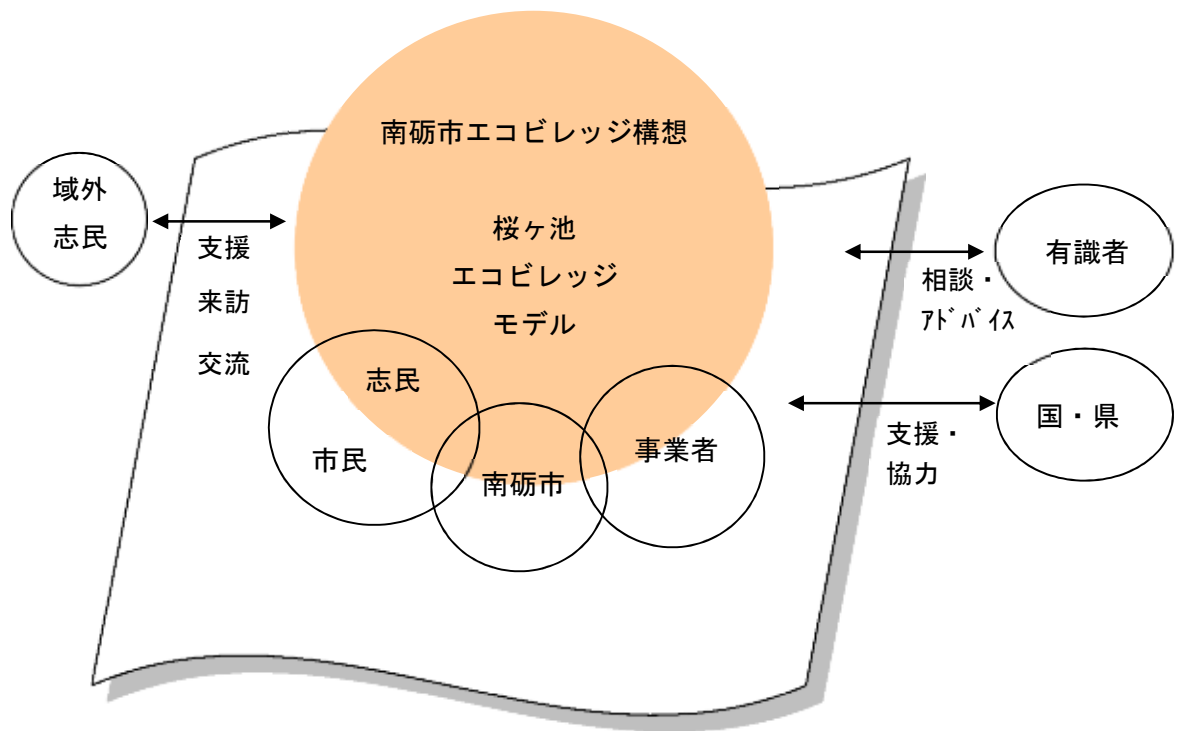 南砺市エコビレッジ構想
桜ヶ池
エコビレッジ
モデル
域外
志民
支援
来訪
交流
志民
市民
南砺市
事業者
有識者
相談・
ｱﾄﾞﾊﾞｲｽ
国・県
支援・
協力